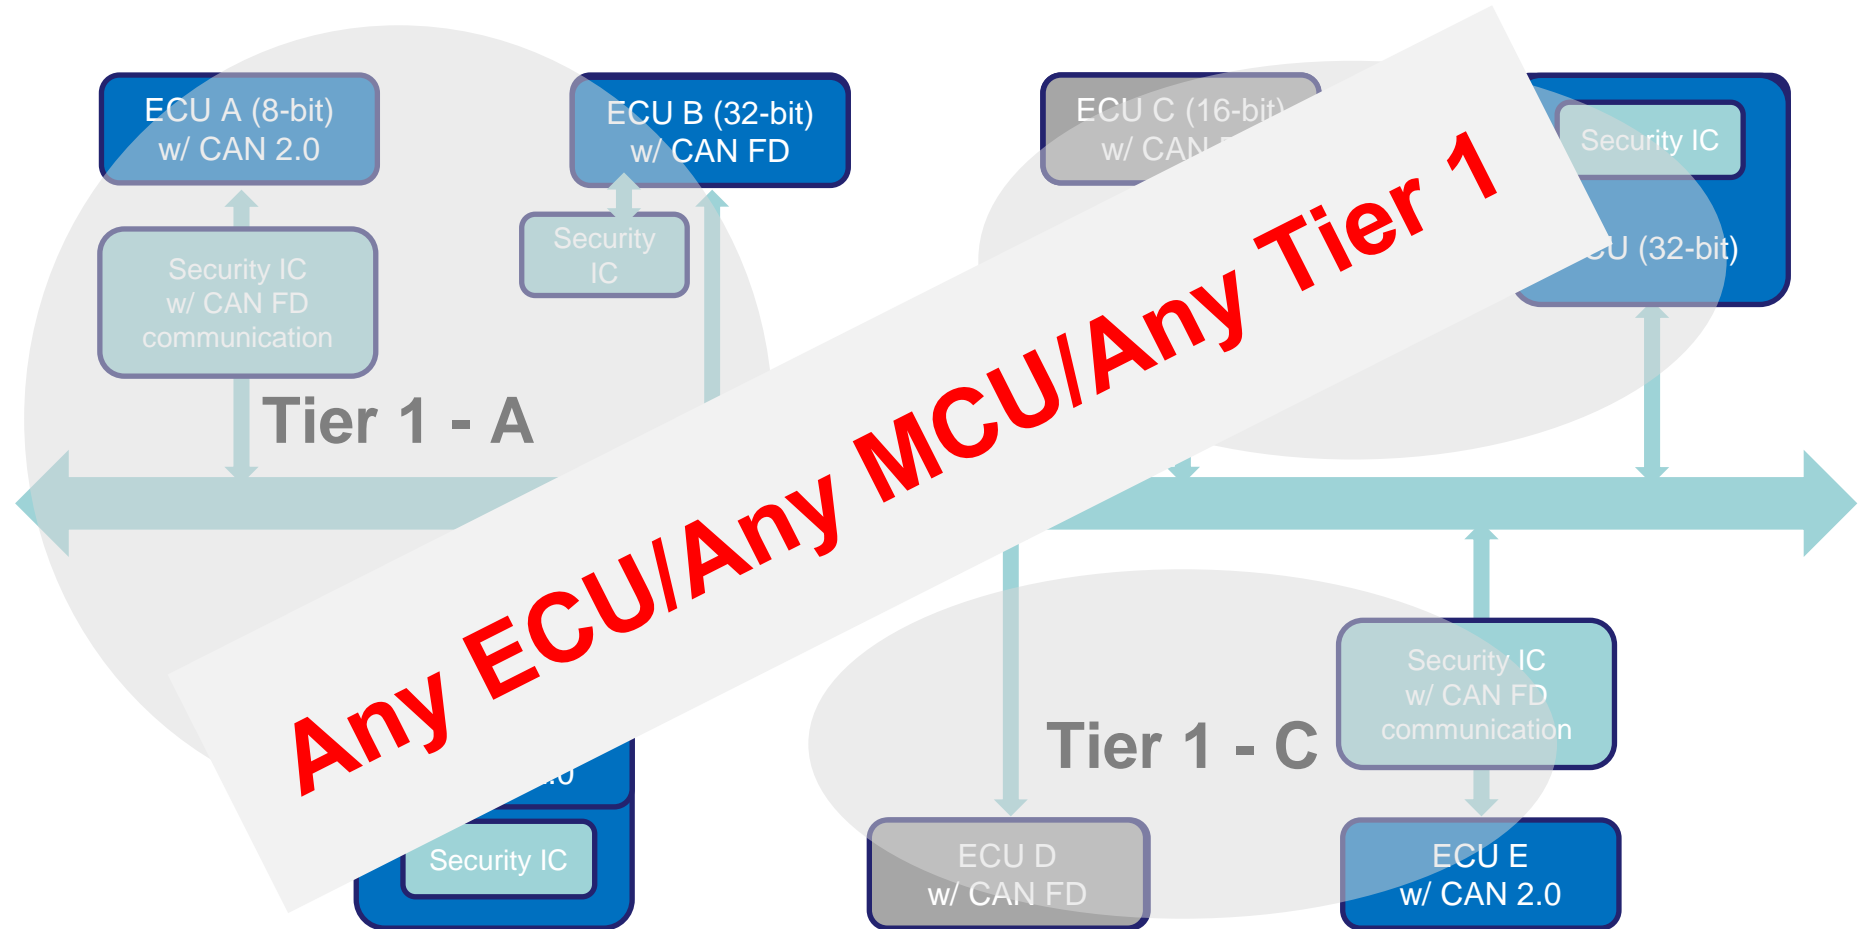 ECU A (8-bit)
w/ CAN 2.0
ECU B (32-bit)
w/ CAN FD
ECU C (16-bit)
w/ CAN
Security IC
(32-bit)
Security IC
w/ CAN FD
communication
Security
IC
Tier 1 - A
Any ECU/Any MCU/Any Tier 1
Security IC
w/ CAN FD
communication
Tier 1 - C
.0
Security IC
ECU D
w/ CAN FD
ECU E
w/ CAN 2.0